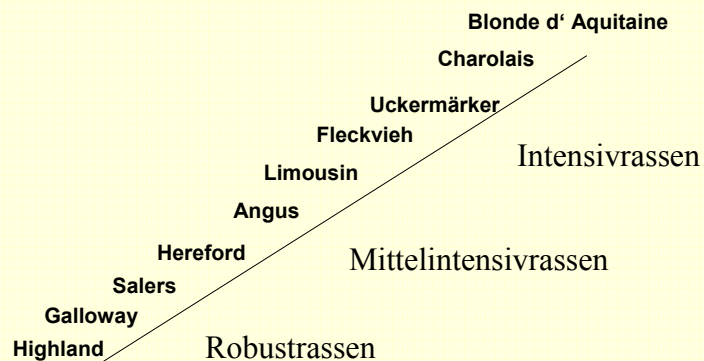 Blonde d‘ Aquitaine
Charolais
Uckermärker
Fleckvieh
Intensivrassen
Limousin
Angus
Hereford
Mittelintensivrassen
Salers
Galloway
Highland
Robustrassen